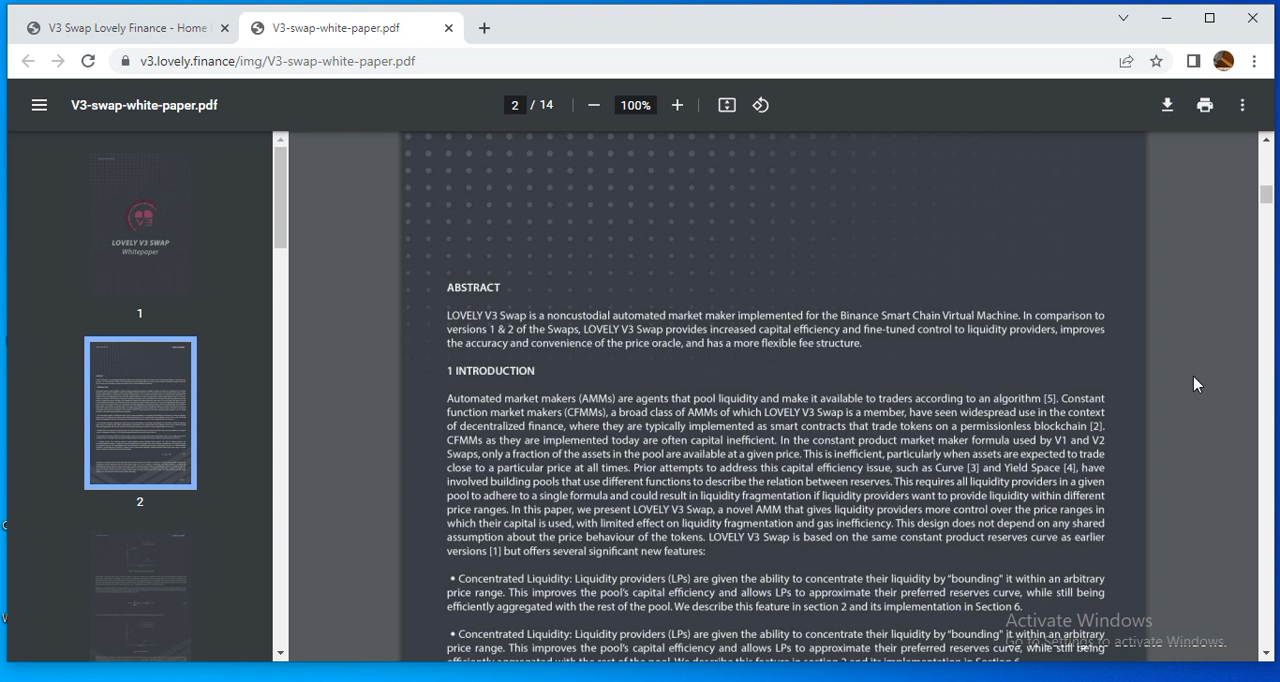 V3 Swap Lovely Finance - Home
V3-swap-white-paper.pdf
v3.lovely.finance/img/V3-swap-white-paper.pdf
V3-swap-white-paper.pdf
2 / 14
100%
LOVELY V3 SWAP
Whitepaper
1
2
ABSTRACT
LOVELY V3 Swap is a noncustodial automated market maker implemented for the Binance Smart Chain Virtual Machine. In comparison to
versions 1 & 2 of the Swaps, LOVELY V3 Swap provides increased capital efficiency and fine-tuned control to liquidity providers, improves
the accuracy and convenience of the price oracle, and has a more flexible fee structure.
1 INTRODUCTION
Automated market makers (AMMs) are agents that pool liquidity and make it available to traders according to an algorithm [5]. Constant
function market makers (CFMMs), a broad class of AMMs of which LOVELY V3 Swap is a member, have seen widespread use in the context
of decentralized finance, where they are typically implemented as smart contracts that trade tokens on a permissionless blockchain [2].
CFMMs as they are implemented today are often capital inefficient. In the constant product market maker formula used by V1 and V2
Swaps, only a fraction of the assets in the pool are available at a given price. This is inefficient, particularly when assets are expected to trade
close to a particular price at all times. Prior attempts to address this capital efficiency issue, such as Curve [3] and Yield Space [4], have
involved building pools that use different functions to describe the relation between reserves. This requires all liquidity providers in a given
pool to adhere to a single formula and could result in liquidity fragmentation if liquidity providers want to provide liquidity within different
price ranges. In this paper, we present LOVELY V3 Swap, a novel AMM that gives liquidity providers more control over the price ranges in
which their capital is used, with limited effect on liquidity fragmentation and gas inefficiency. This design does not depend on any shared
assumption about the price behaviour of the tokens. LOVELY V3 Swap is based on the same constant product reserves curve as earlier
versions [1] but offers several significant new features:
• Concentrated Liquidity: Liquidity providers (LPs) are given the ability to concentrate their liquidity by "bounding" it within an arbitrary
price range. This improves the pool's capital efficiency and allows LPs to approximate their preferred reserves curve, while still being
efficiently aggregated with the rest of the pool. We describe this feature in section 2 and its implementation in Section 6.
• Concentrated Liquidity: Liquidity providers (LPs) are given the ability to concentrate their liquidity by "bounding" it within an arbitrary
price range. This improves the pool's capital efficiency and allows LPs to approximate their preferred reserves curve, while still being
efficiently aggregated with the rest of the pool. We describe this feature in section 2 and its implementation in Section 6.
Activate Windows
Go to Settings to activate Windows.